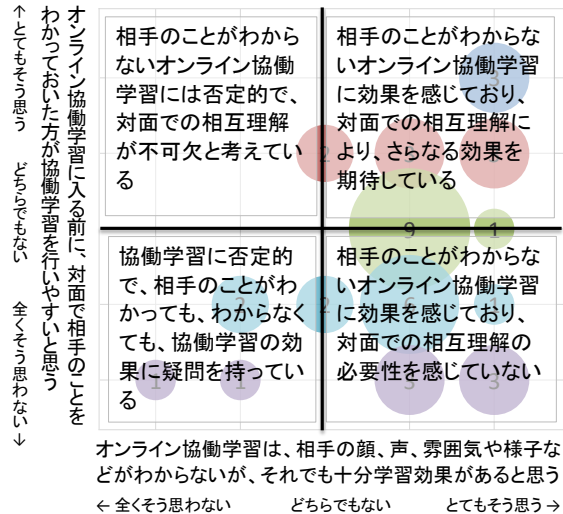 オンライン協働学習に入る前に、対面で相手のことを
わかっておいた方が協働学習を行いやすいと思う
↑とてもそう思う どちらでもない 全くそう思わない↓
相手のことがわから
ないオンライン協働
学習には否定的で、
対面での相互理解
が不可欠と考えてい
る
相手のことがわからな
いオンライン協働学習
に効果を感じており、
対面での相互理解に
より、さらなる効果を
期待している
3
2
9
1
協働学習に否定的
で、相手のことがわ
かっても、わからなく
ても、協働学習の効
果に疑問を持ってい
る
相手のことがわからな
いオンライン協働学習
に効果を感じており、
対面での相互理解の
必要性を感じていない
2
2
6
1
1
1
3
3
オンライン協働学習は、相手の顔、声、雰囲気や様子な
どがわからないが、それでも十分学習効果があると思う
←全くそう思わない どちらでもない とてもそう思う→